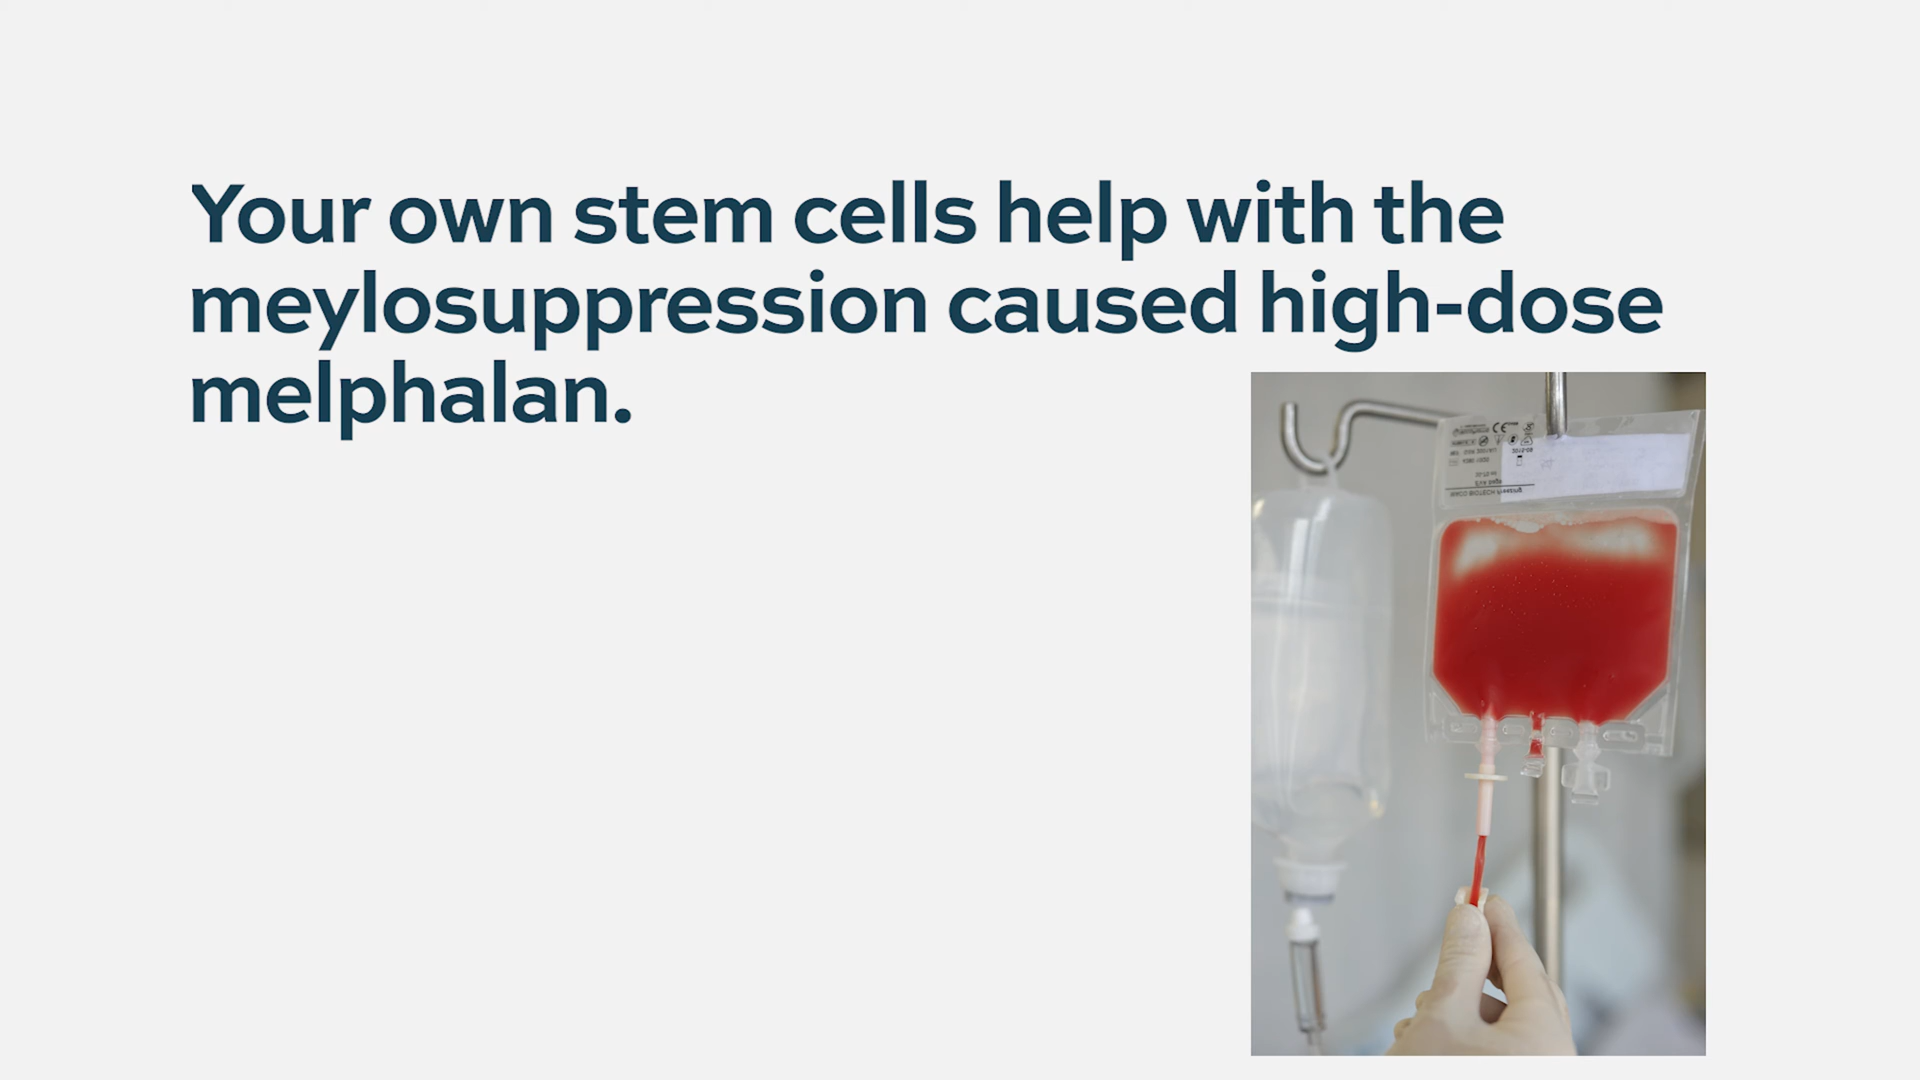 Your own stem cells help with the
meylosuppression caused high-dose
melphalan.